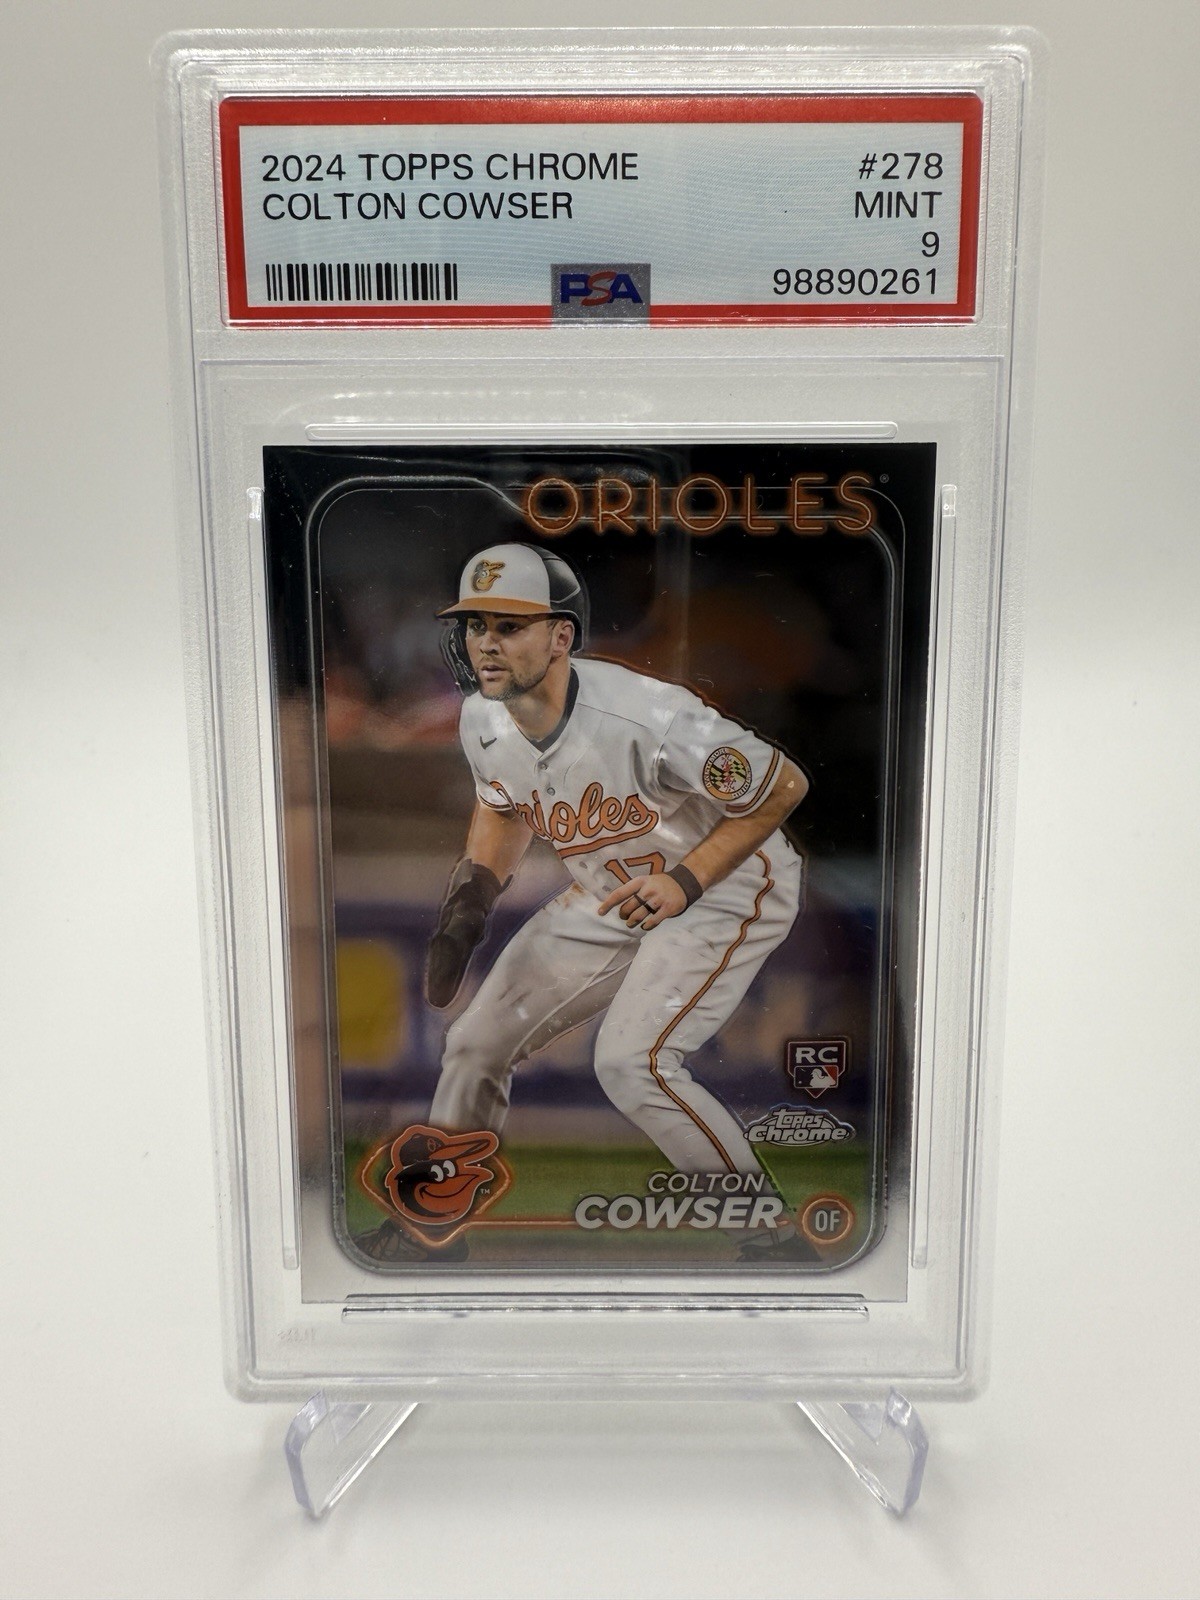 2024 TOPPS CHROME #278
COLTON COWSER MINT
9
PSA 98890261
ORIOLES®
Orioles
17
RC
Topps
Chrome
COLTON
COWSER OF
TM